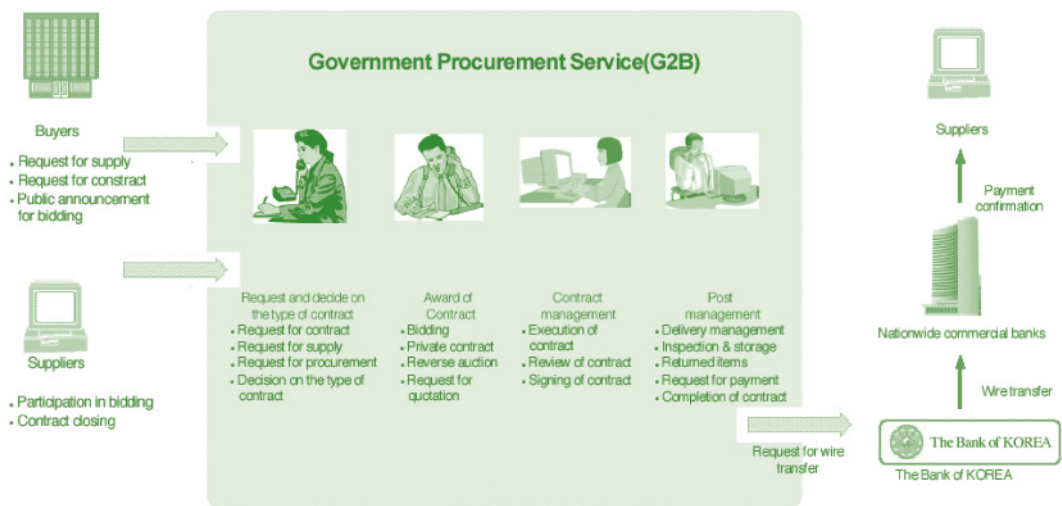 Government Procurement Service(G2B)
Buyers
• Request for supply
• Request for constract
• Public announcement
for bidding
Suppliers
• Participation in bidding
• Contract closing
Request and decide on
the type of contract
• Request for contract
• Request for supply
• Request for procurement
• Decision on the type of
contract
Award of
Contract
• Bidding
• Private contract
• Reverse auction
• Request for
quotation
Contract
management
• Execution of
contract
• Review of contract
• Signing of contract
Post
management
• Delivery management
• Inspection & storage
• Returned items
• Request for payment
• Completion of contract
Request for wire
transfer
The Bank of KOREA
The Bank of KOREA
Wire transfer
Nationwide commercial banks
Payment
confirmation
Suppliers